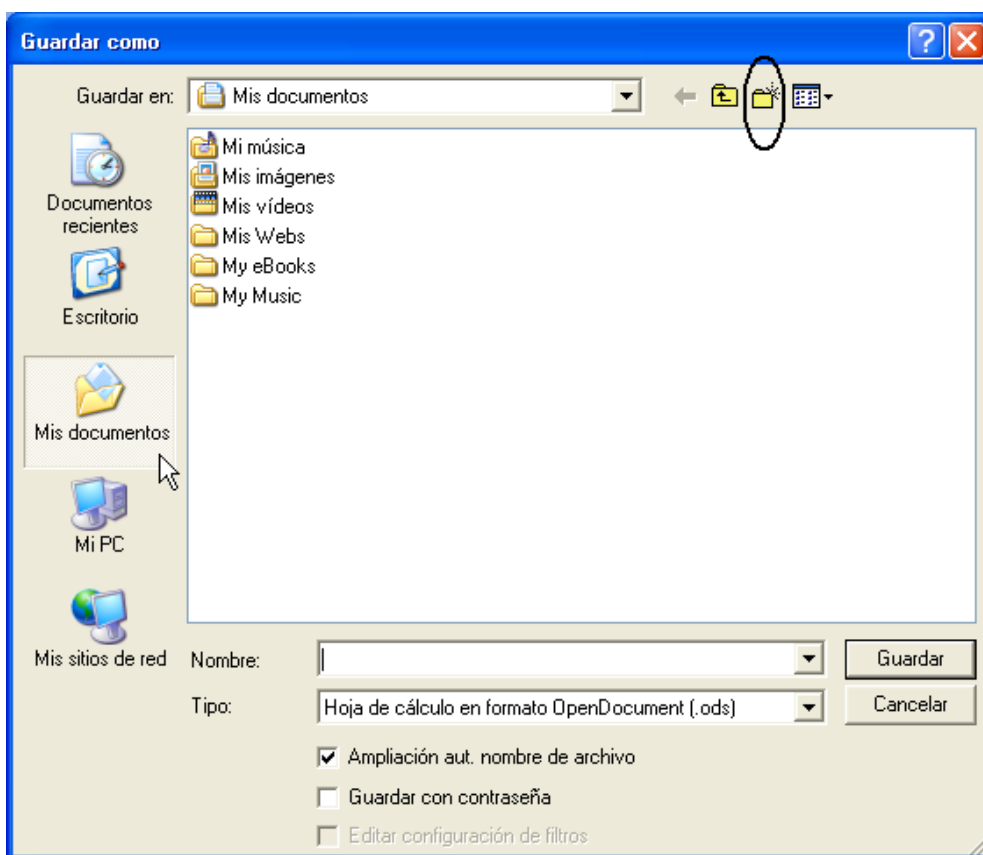 Guardar como
Guardar en: Mis documentos
Mi música
Mis imágenes
Mis vídeos
Mis Webs
My eBooks
My Music
Documentos
recientes
Escritorio
Mis documentos
Mi PC
Mis sitios de red
Nombre:
Guardar
Tipo: Hoja de cálculo en formato OpenDocument (.ods)
Cancelar
Ampliación aut. nombre de archivo
Guardar con contraseña
Editar configuración de filtros